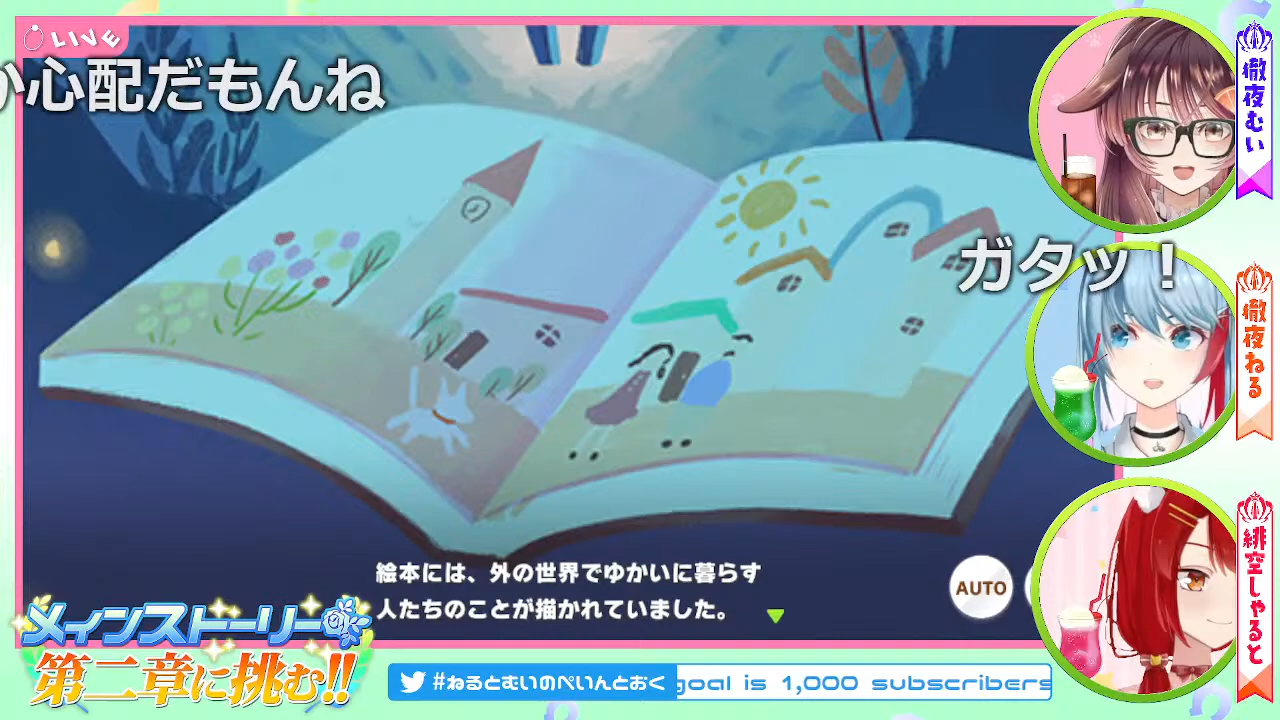 LIVE
心配だもんね
徹夜むい
ガタッ！
徹夜ねる
緋空しゃると
絵本には、外の世界でゆかいに暮らす
人たちのことが描かれていました。
AUTO
メインストーリー
第二章に挑む!!
#ねるとむいのぺいんとおく
goal is 1,000 subscribers